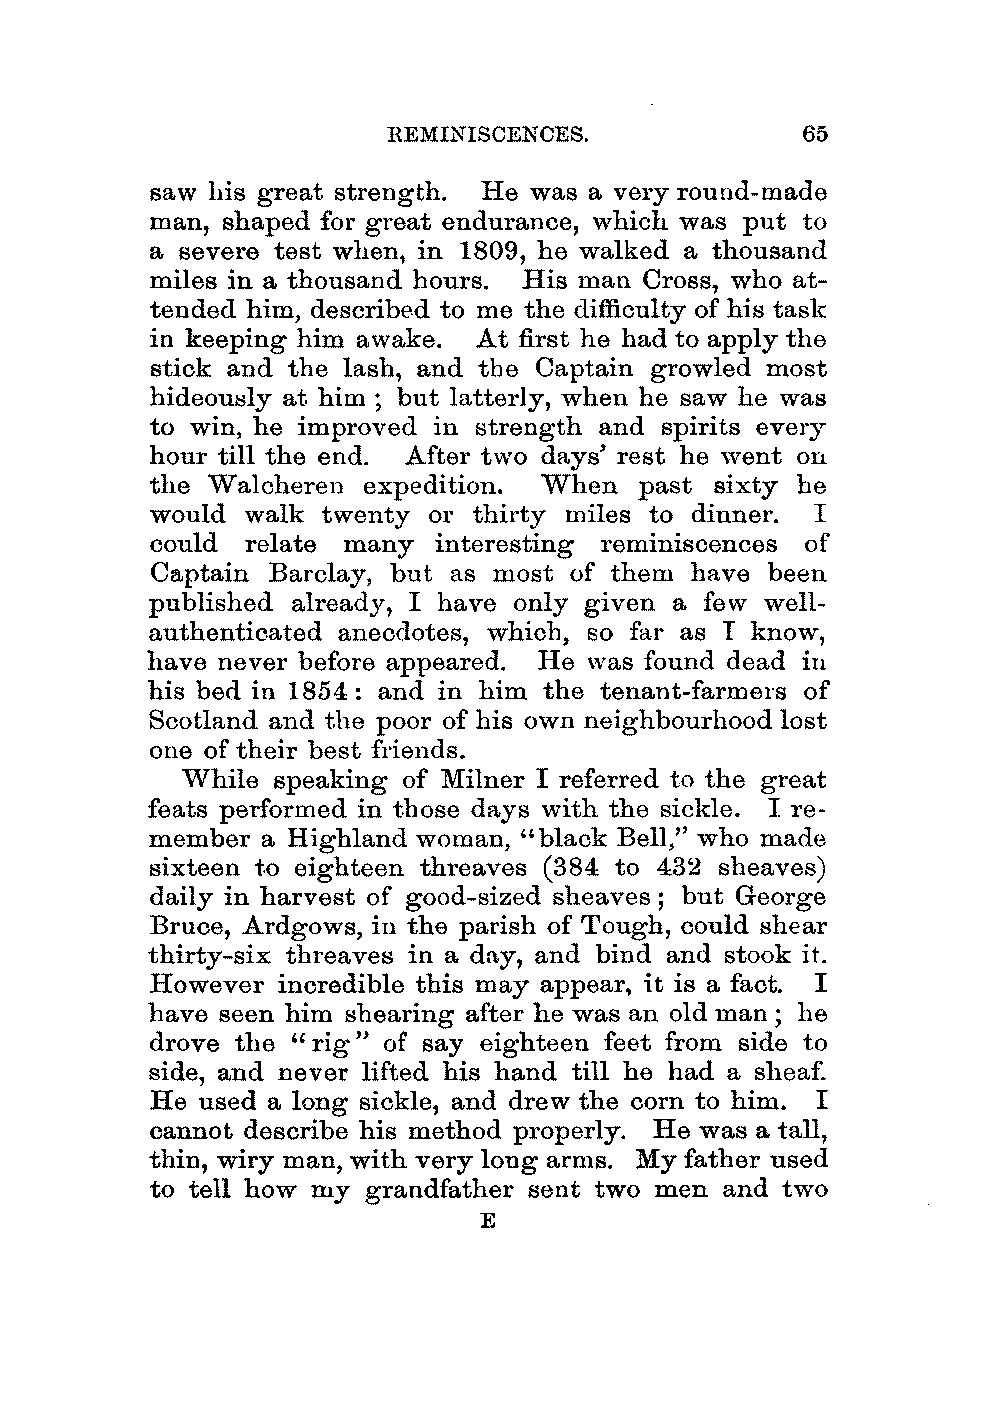 REMINISCENCES. 65
saw his great strength. He was a very round-made
man, shaped for great endurance, which was put to
a severe test when, in 1809, he walked a thousand
miles in a thousand hours. His man Cross, who at-
tended him, described to me the difficulty of his task
in keeping him awake. At first he had to apply the
stick and the lash, and the Captain growled most
hideously at him ; but latterly, when he saw he was
to win, he improved in strength and spirits every
hour till the end. After two days' rest he went on
the Walcheren expedition. When past sixty he
would walk twenty or thirty miles to dinner. I
could relate many interesting reminiscences of
Captain Barclay, but as most of them have been
published already, I have only given a few well-
authenticated anecdotes, which, so far as I know,
have never before appeared. He was found dead in
his bed in 1854 : and in him the tenant-farmers of
Scotland and the poor of his own neighbourhood lost
one of their best friends.
While speaking of Milner I referred to the great
feats performed in those days with the sickle. I re-
member a Highland woman, “black Bell,” who made
sixteen to eighteen threaves (384 to 432 sheaves)
daily in harvest of good-sized sheaves ; but George
Bruce, Ardgows, in the parish of Tough, could shear
thirty-six threaves in a day, and bind and stook it.
However incredible this may appear, it is a fact. I
have seen him shearing after he was an old man ; he
drove the “rig” of say eighteen feet from side to
side, and never lifted his hand till he had a sheaf.
He used a long sickle, and drew the corn to him. I
cannot describe his method properly. He was a tall,
thin, wiry man, with very long arms. My father used
to tell how my grandfather sent two men and two
E